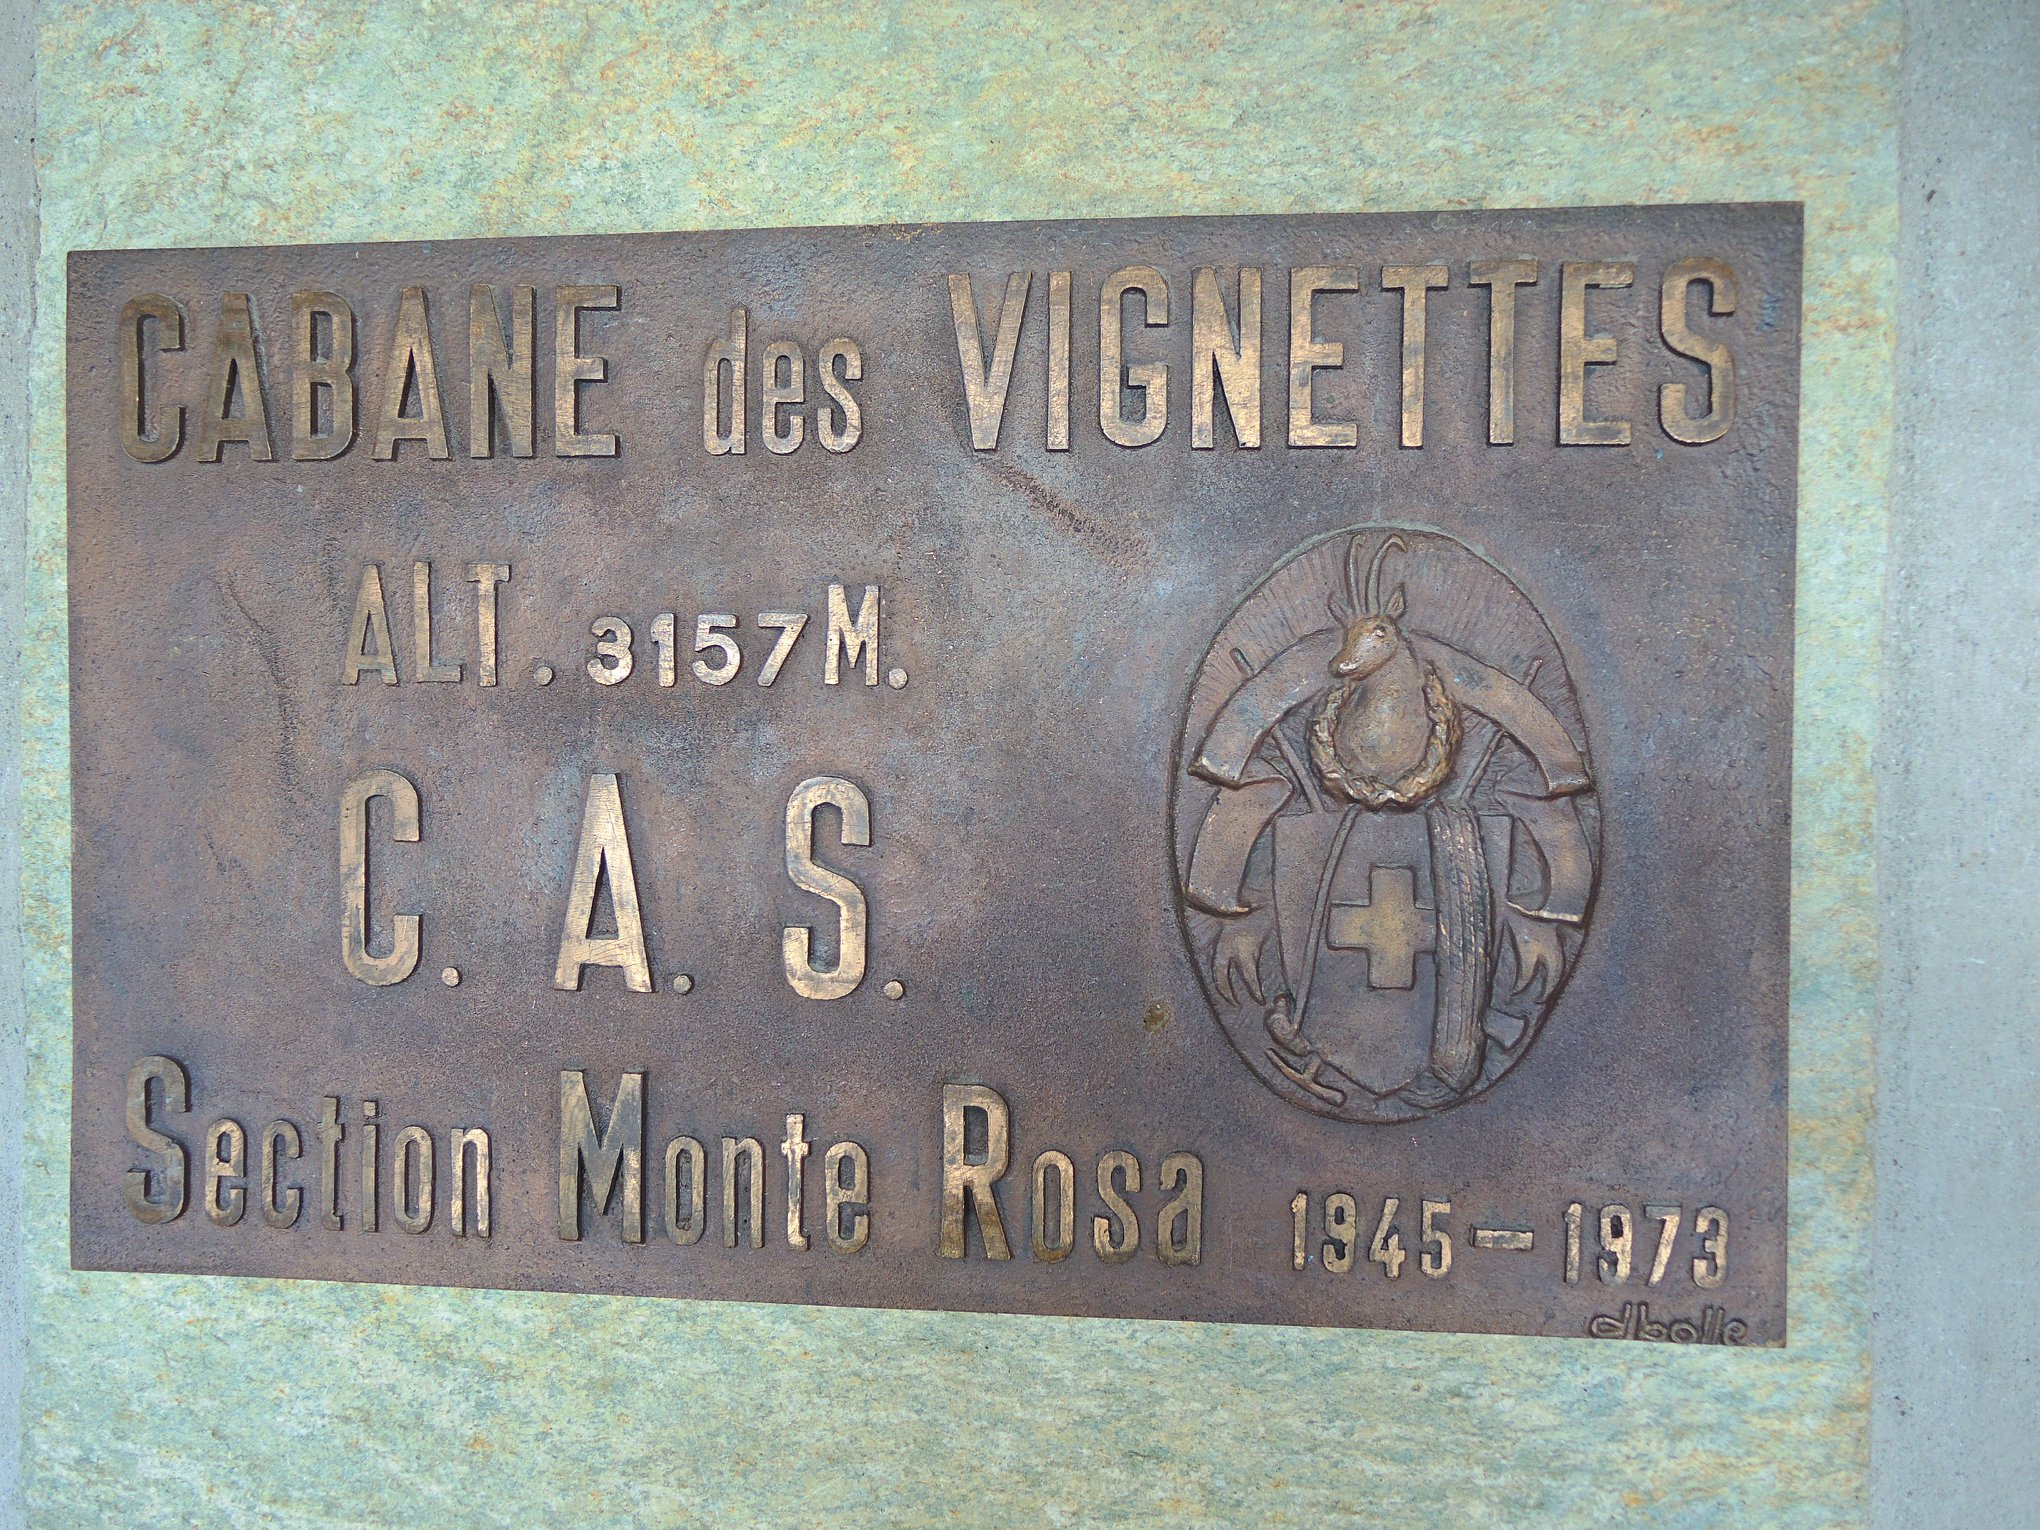 CABANE des VIGNETTES
ALT. 3157 M.
C. A. S.
Section Monte Rosa 1945-1973
dbolle